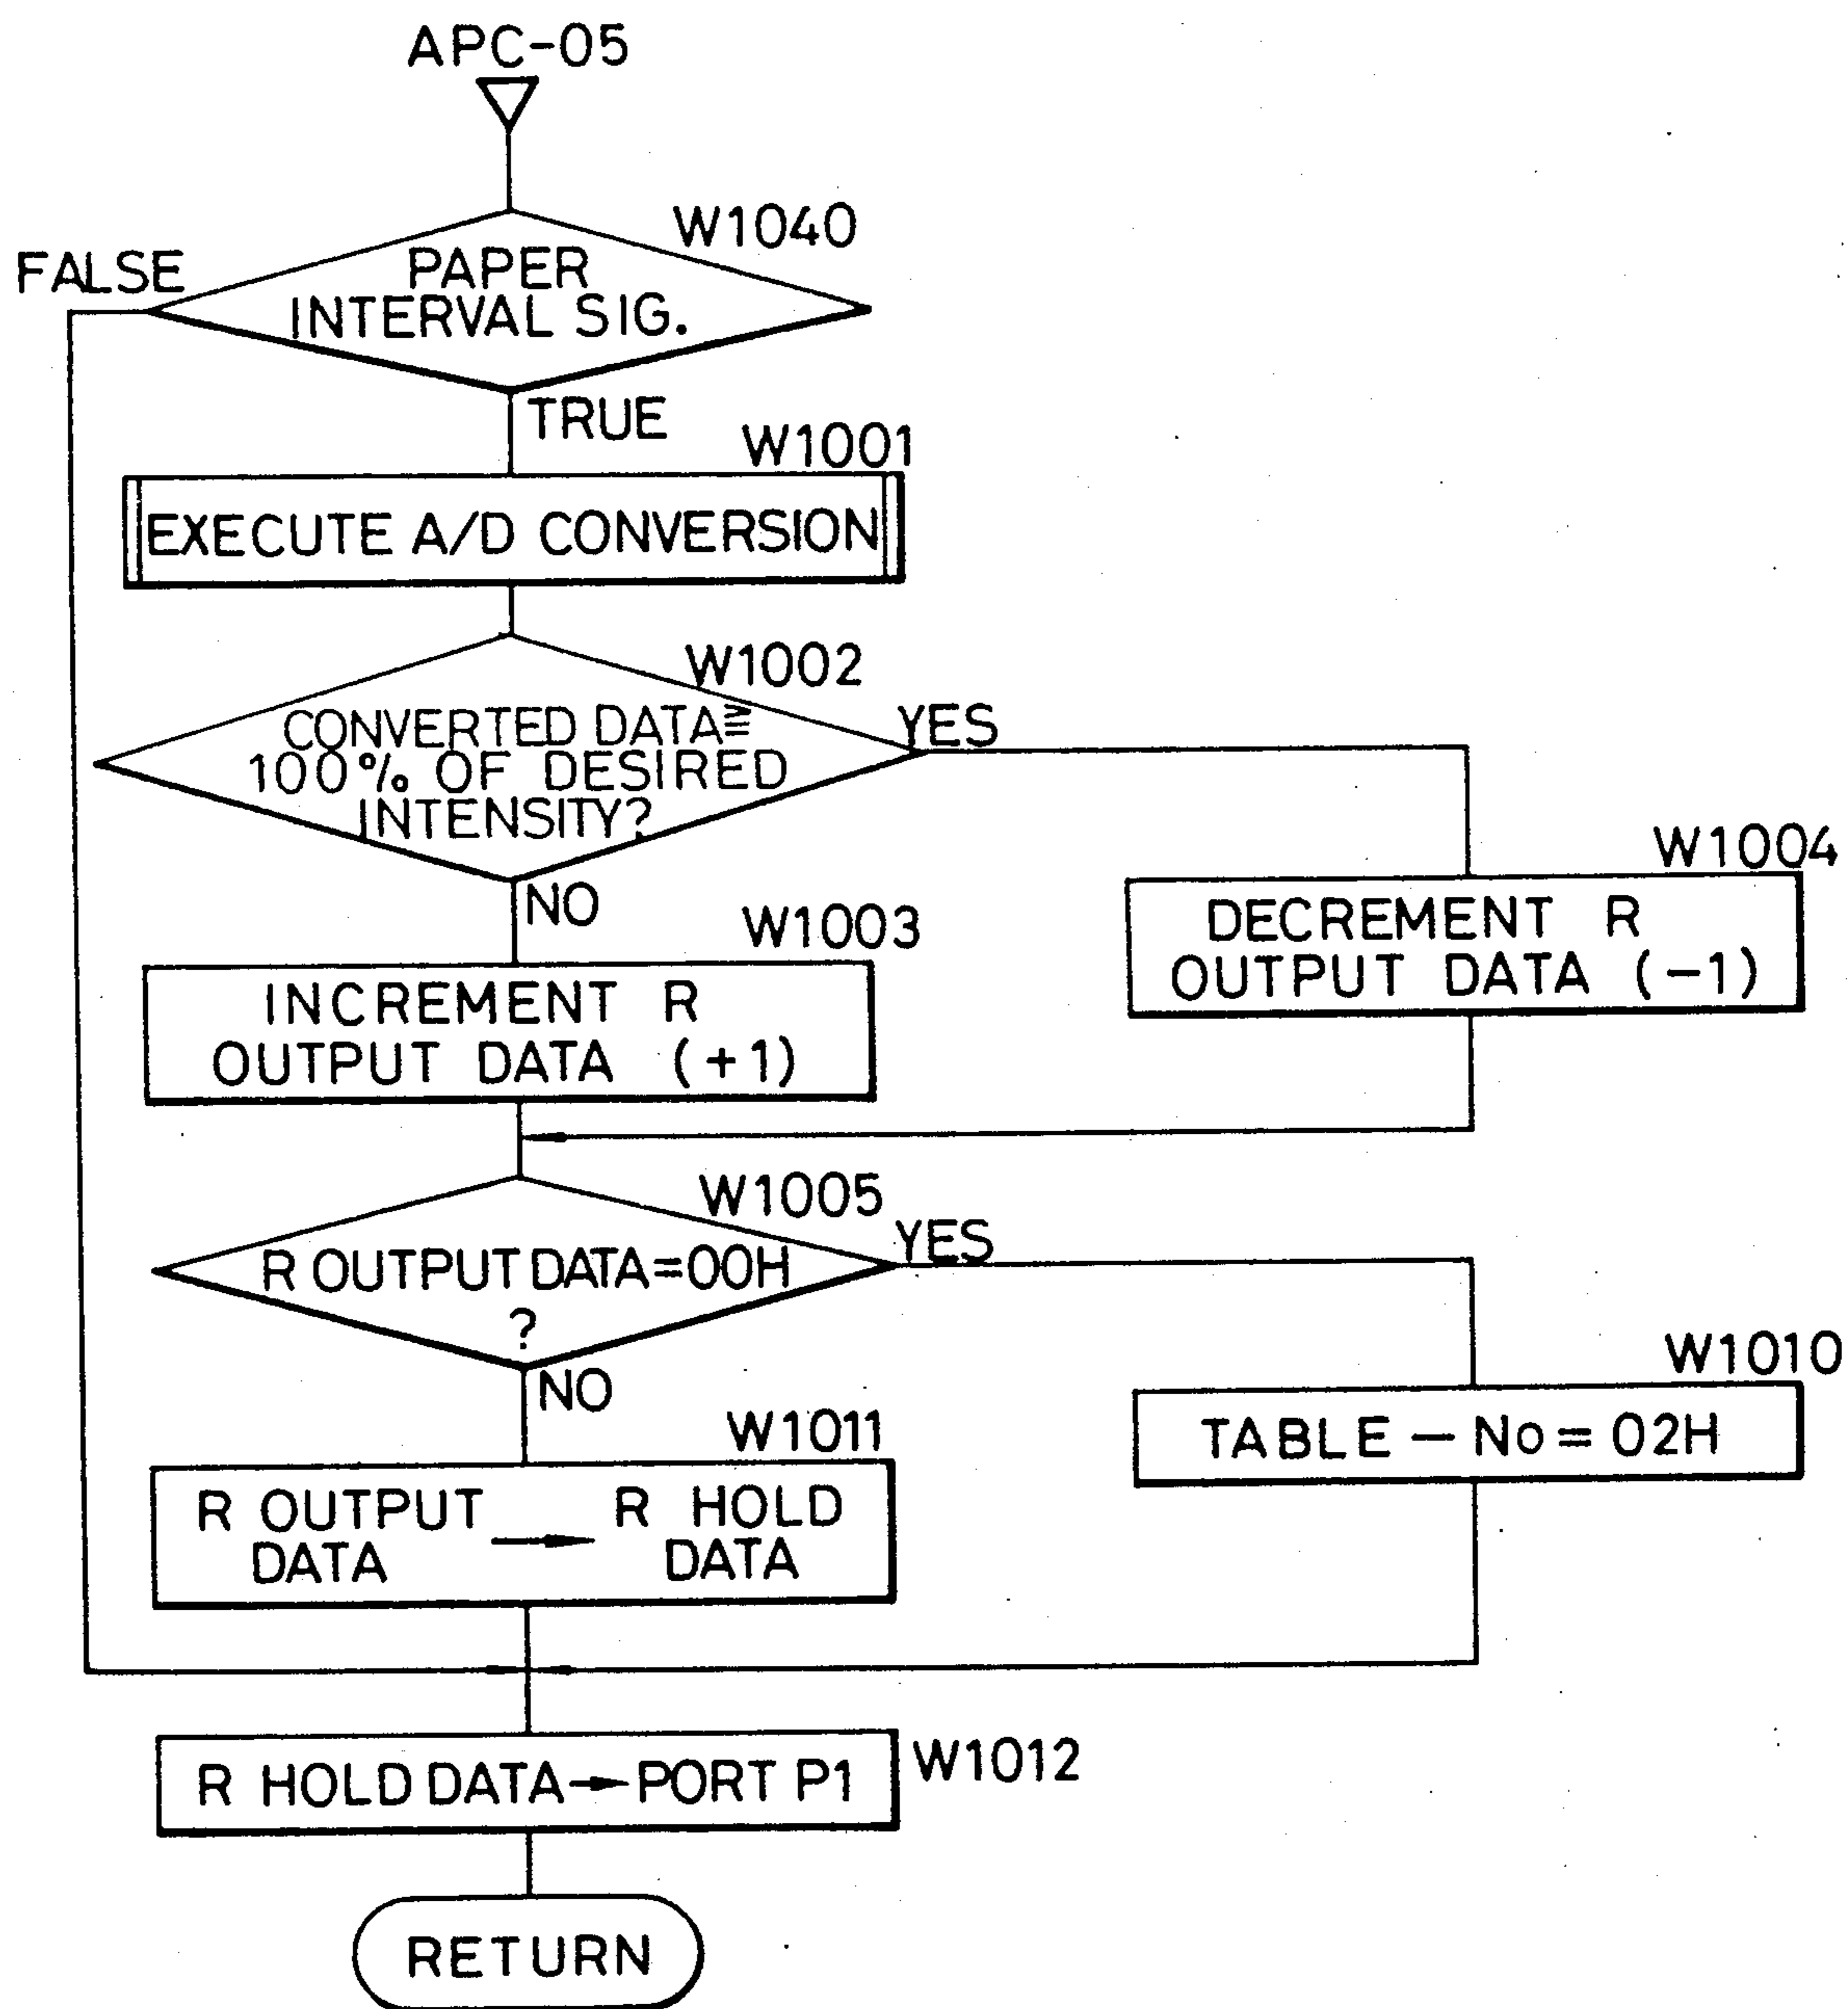 APC-05
W1040
FALSE
PAPER
INTERVAL SIG.
TRUE
W1001
EXECUTE A/D CONVERSION
W1002
CONVERTED DATA≧
100% OF DESIRED
INTENSITY?
YES
W1004
DECREMENT R
OUTPUT DATA (−1)
NO
W1003
INCREMENT R
OUTPUT DATA (+1)
W1005
R OUTPUT DATA=00H
?
YES
W1010
TABLE — No = 02H
NO
W1011
R OUTPUT → R HOLD
DATA DATA
R HOLD DATA→PORT P1
W1012
RETURN